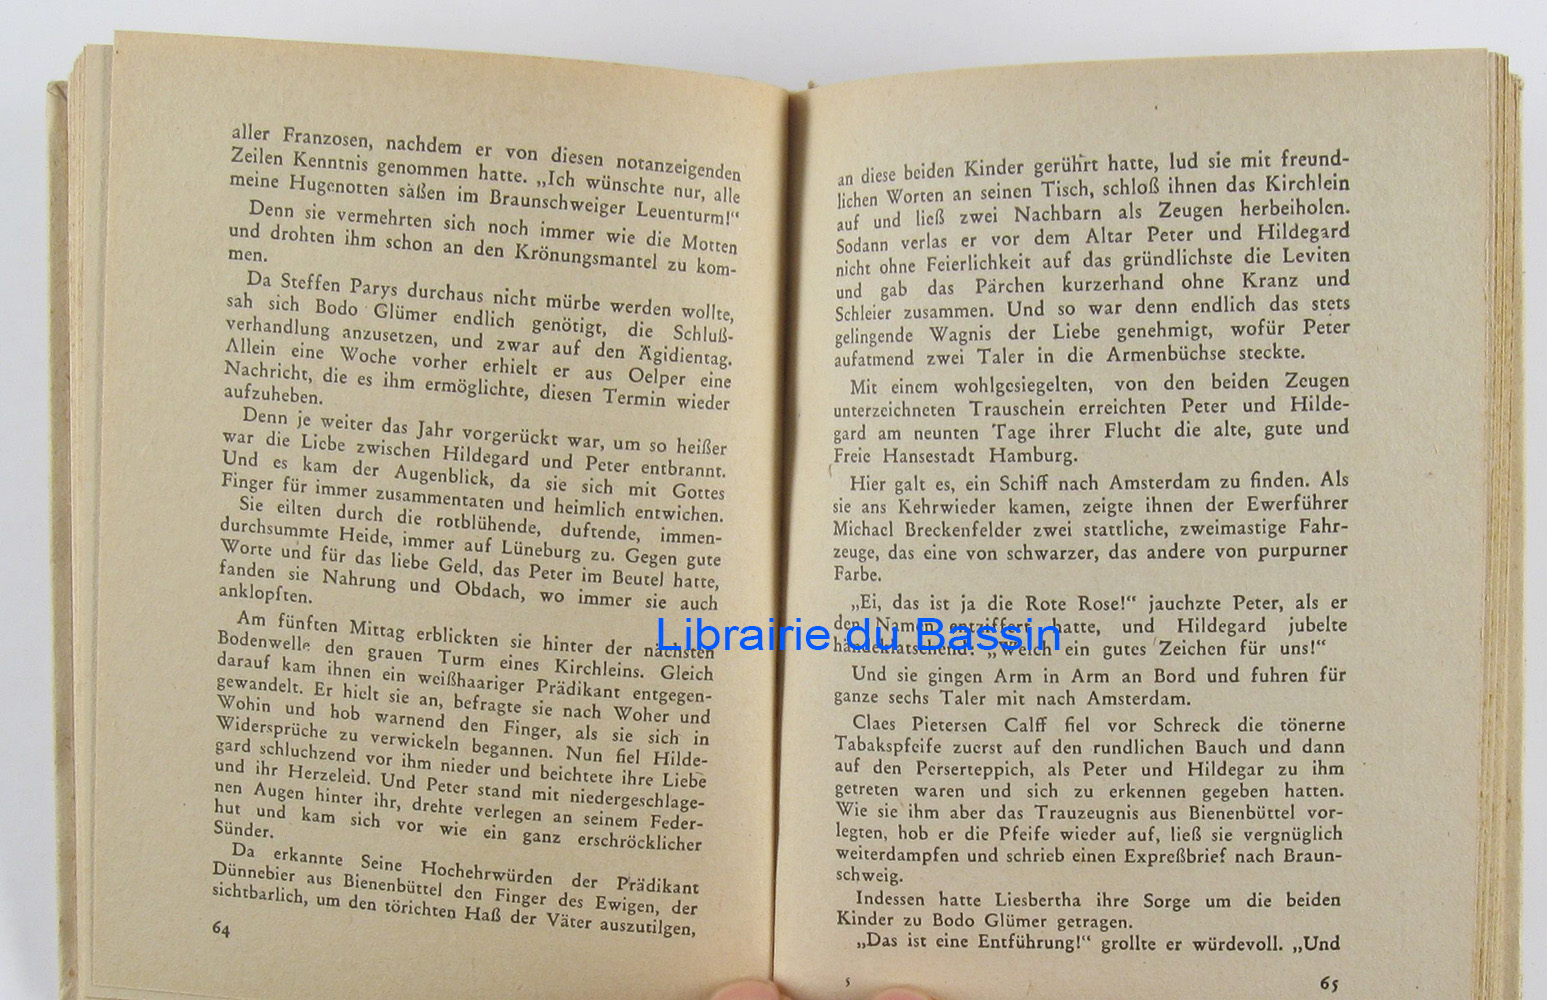 aller Franzosen, nachdem er von diesen notanzeigenden
Zeilen Kenntnis genommen hatte. „Ich wünschte nur, alle
meine Hugenotten säßen im Braunschweiger Leuenturm!“
Denn sie vermehrten sich noch immer wie die Motten
und drohten ihm schon an den Krönungsmantel zu kom-
men.
Da Steffen Parys durchaus nicht mürbe werden wollte,
sah sich Bodo Glümer endlich genötigt, die Schluß-
verhandlung anzusetzen, und zwar auf den Ägidientag.
Allein eine Woche vorher erhielt er aus Oelper eine
Nachricht, die es ihm ermöglichte, diesen Termin wieder
aufzuheben.
Denn je weiter das Jahr vorgerückt war, um so heißer
war die Liebe zwischen Hildegard und Peter entbrannt.
Und es kam der Augenblick, da sie sich mit Gottes
Finger für immer zusammentaten und heimlich entwichen.
Sie eilten durch die rotblühende, duftende, immen-
durchsummte Heide, immer auf Lüneburg zu. Gegen gute
Worte und für das liebe Geld, das Peter im Beutel hatte,
fanden sie Nahrung und Obdach, wo immer sie auch
anklopften.
Am fünften Mittag erblickten sie hinter der nächsten
Bodenwelle den grauen Turm eines Kirchleins. Gleich
darauf kam ihnen ein weißhaariger Prädikant entgegen-
gewandelt. Er hielt sie an, befragte sie nach Woher und
Wohin und hob warnend den Finger, als sie sich in
Widersprüche zu verwickeln begannen. Nun fiel Hilde-
gard schluchzend vor ihm nieder und beichtete ihre Liebe
und ihr Herzeleid. Und Peter stand mit niedergeschlage-
nen Augen hinter ihr, drehte verlegen an seinem Feder-
hut und kam sich vor wie ein ganz erschröcklicher
Sünder.
Da erkannte Seine Hochehrwürden der Prädikant
Dünnebier aus Bienenbüttel den Finger des Ewigen, der
sichtbarlich, um den törichten Haß der Väter auszutilgen,
64
an diese beiden Kinder gerührt hatte, lud sie mit freund-
lichen Worten an seinen Tisch, schloß ihnen das Kirchlein
auf und ließ zwei Nachbarn als Zeugen herbeiholen.
Sodann verlas er vor dem Altar Peter und Hildegard
nicht ohne Feierlichkeit auf das gründlichste die Leviten
und gab das Pärchen kurzerhand ohne Kranz und
Schleier zusammen. Und so war denn endlich das stets
gelingende Wagnis der Liebe genehmigt, wofür Peter
aufatmend zwei Taler in die Armenbüchse steckte.
Mit einem wohlgesiegelten, von den beiden Zeugen
unterzeichneten Trauschein erreichten Peter und Hilde-
gard am neunten Tage ihrer Flucht die alte, gute und
Freie Hansestadt Hamburg.
Hier galt es, ein Schiff nach Amsterdam zu finden. Als
sie ans Kehrwieder kamen, zeigte ihnen der Ewerführer
Michael Breckenfelder zwei stattliche, zweimastige Fahr-
zeuge, das eine von schwarzer, das andere von purpurner
Farbe.
„Ei, das ist ja die Rote Rose!“ jauchzte Peter, als er
den Namen entziffert hatte, und Hildegard jubelte
händeklatschend: „Welch ein gutes Zeichen für uns!“
Und sie gingen Arm in Arm an Bord und fuhren für
ganze sechs Taler mit nach Amsterdam.
Claes Pietersen Calff fiel vor Schreck die tönerne
Tabakspfeife zuerst auf den rundlichen Bauch und dann
auf den Perserteppich, als Peter und Hildegar zu ihm
getreten waren und sich zu erkennen gegeben hatten.
Wie sie ihm aber das Trauzeugnis aus Bienenbüttel vor-
legten, hob er die Pfeife wieder auf, ließ sie vergnüglich
weiterdampfen und schrieb einen Expreßbrief nach Braun-
schweig.
Indessen hatte Liesbertha ihre Sorge um die beiden
Kinder zu Bodo Glümer getragen.
„Das ist eine Entführung!“ grollte er würdevoll. „Und
5
65
Librairie du Bassin